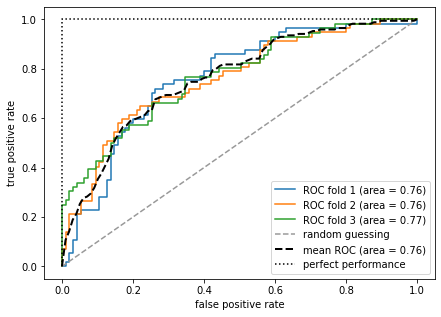 1.0
0.8
0.6
0.4
0.2
0.0
true positive rate
0.0 0.2 0.4 0.6 0.8 1.0
false positive rate
ROC fold 1 (area = 0.76)
ROC fold 2 (area = 0.76)
ROC fold 3 (area = 0.77)
random guessing
mean ROC (area = 0.76)
perfect performance